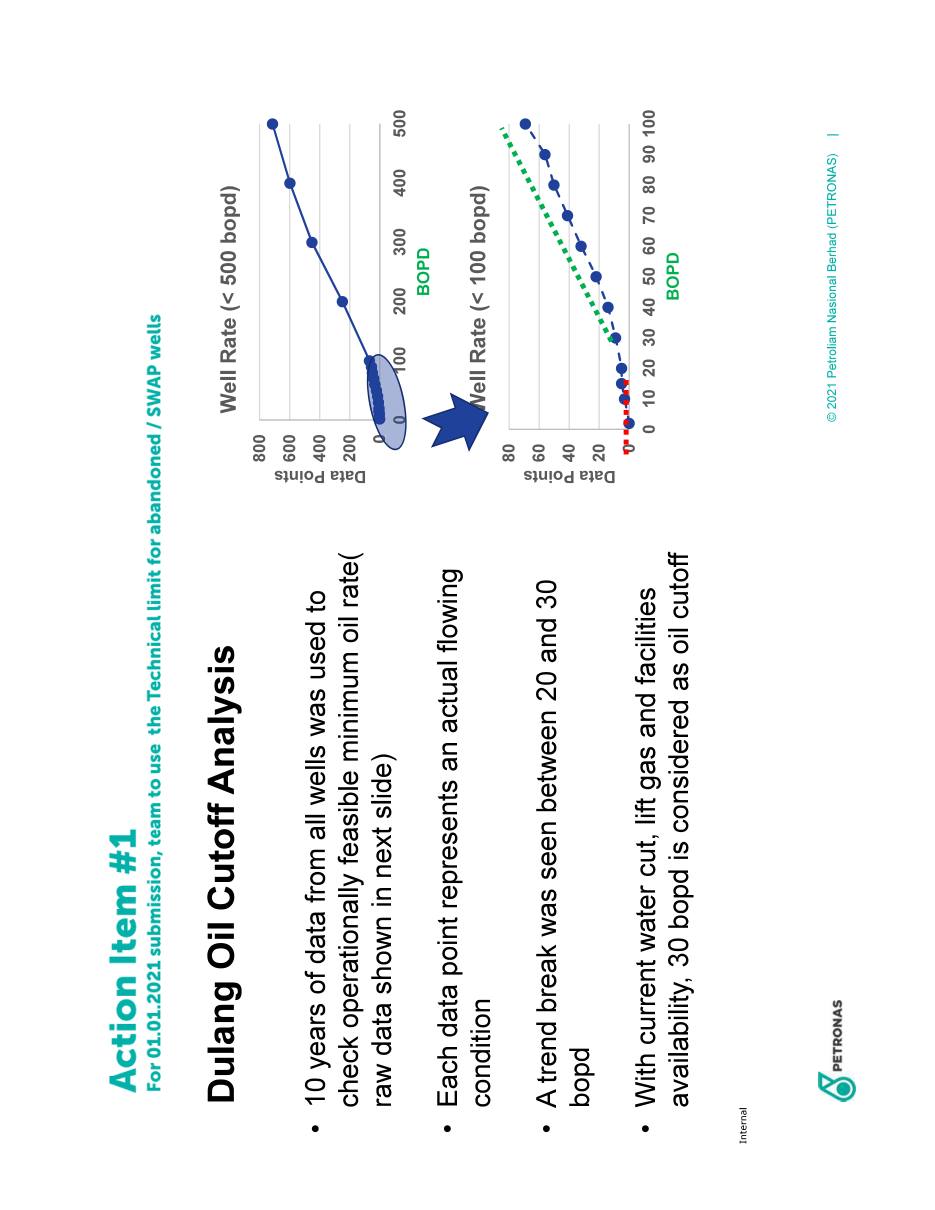 Action Item #1
For 01.01.2021 submission, team to use the Technical limit for abandoned / SWAP wells
Dulang Oil Cutoff Analysis
• 10 years of data from all wells was used to
check operationally feasible minimum oil rate(
raw data shown in next slide)
• Each data point represents an actual flowing
condition
• A trend break was seen between 20 and 30
bopd
• With current water cut, lift gas and facilities
availability, 30 bopd is considered as oil cutoff
Well Rate (< 500 bopd)
Data Points
800
600
400
200
0
0 100 200 300 400 500
BOPD
Well Rate (< 100 bopd)
Data Points
80
60
40
20
0
0 10 20 30 40 50 60 70 80 90 100
BOPD
Internal
PETRONAS
© 2021 Petroliam Nasional Berhad (PETRONAS) |